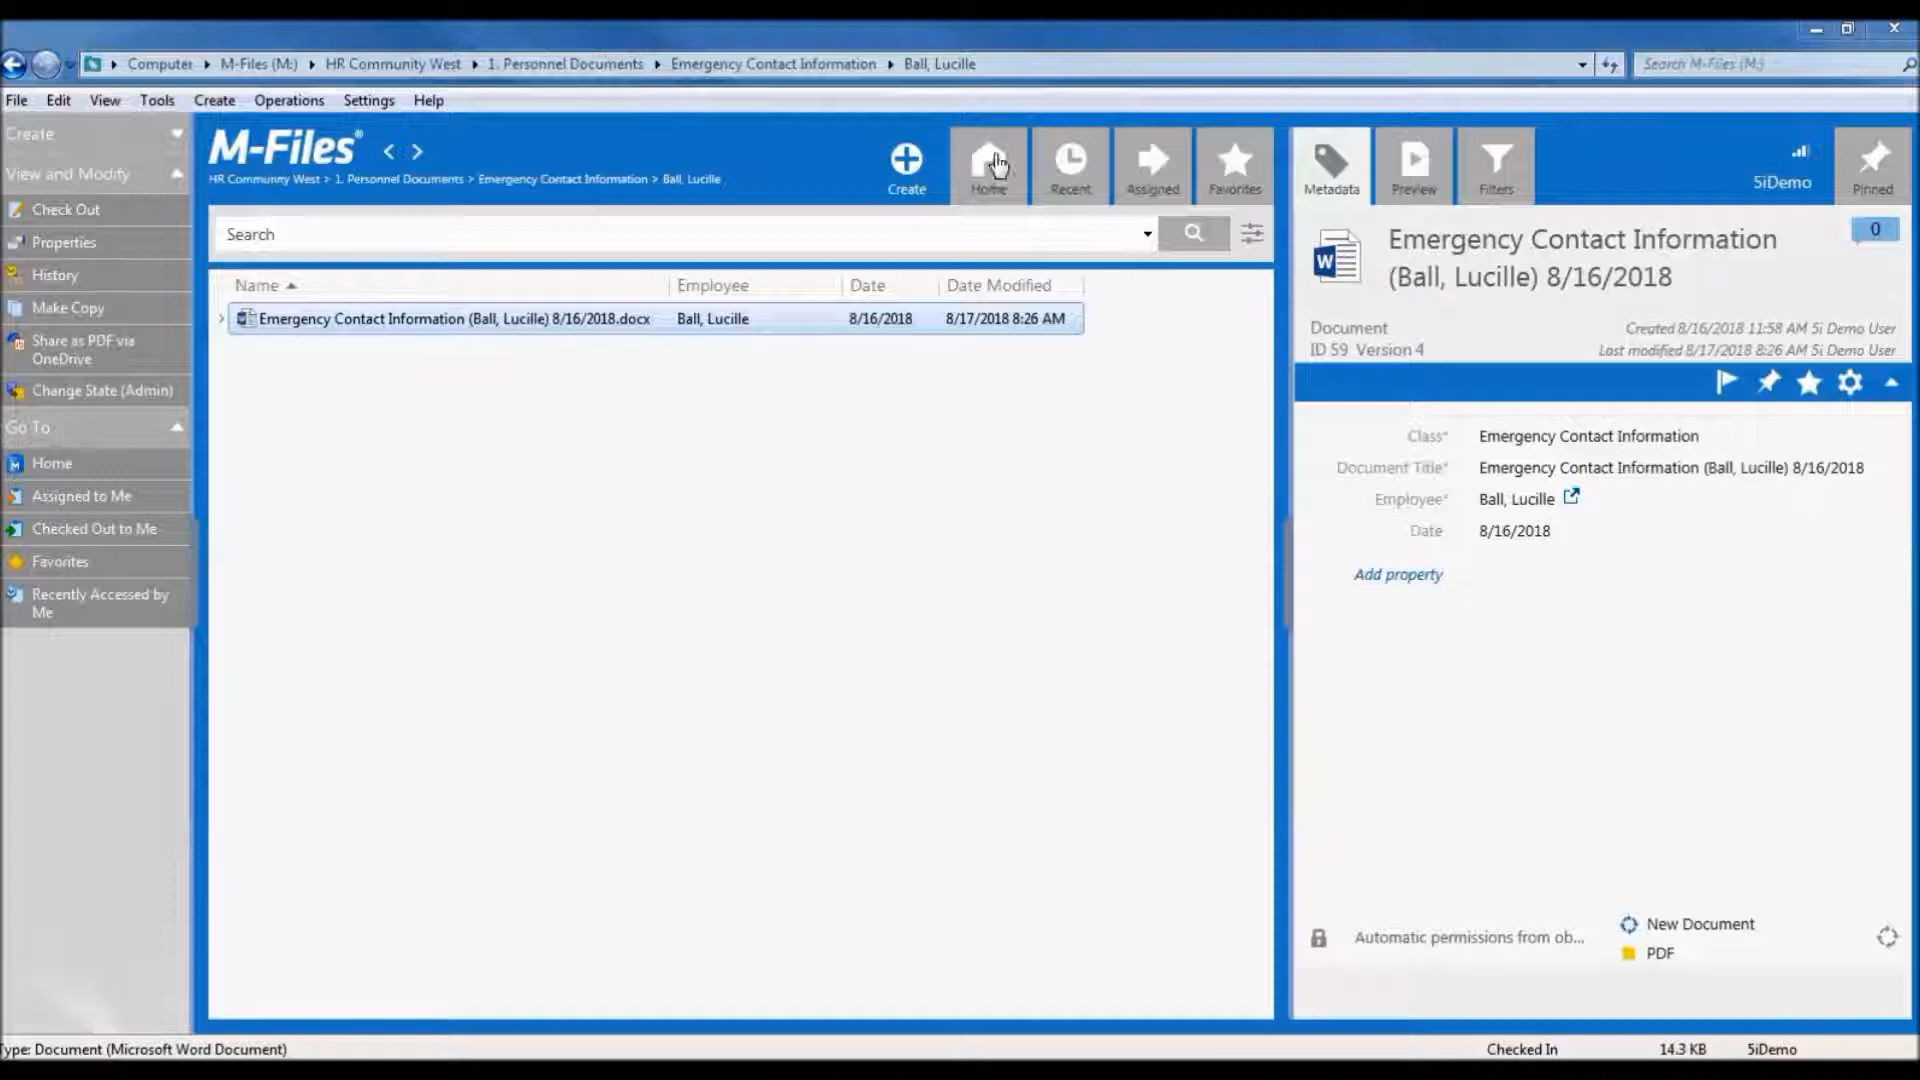 Computer M-Files (M:) HR Community West 1. Personnel Documents Emergency Contact Information Ball, Lucille
Search M-Files (M:)
File Edit View Tools Create Operations Settings Help
Create
View and Modify
Check Out
Properties
History
Make Copy
Share as PDF via
OneDrive
Change State (Admin)
Go To
Home
Assigned to Me
Checked Out to Me
Favorites
Recently Accessed by
Me
M-Files®
HR Community West > 1. Personnel Documents > Emergency Contact Information > Ball, Lucille
Create Home Recent Assigned Favorites
Search
Name Employee Date Date Modified
Emergency Contact Information (Ball, Lucille) 8/16/2018.docx Ball, Lucille 8/16/2018 8/17/2018 8:26 AM
Metadata Preview Filters
5iDemo
Pinned
Emergency Contact Information
(Ball, Lucille) 8/16/2018
0
Document
ID 59 Version 4
Created 8/16/2018 11:58 AM 5i Demo User
Last modified 8/17/2018 8:26 AM 5i Demo User
Class* Emergency Contact Information
Document Title* Emergency Contact Information (Ball, Lucille) 8/16/2018
Employee* Ball, Lucille
Date 8/16/2018
Add property
Automatic permissions from ob...
New Document
PDF
Type: Document (Microsoft Word Document)
Checked In 14.3 KB 5iDemo